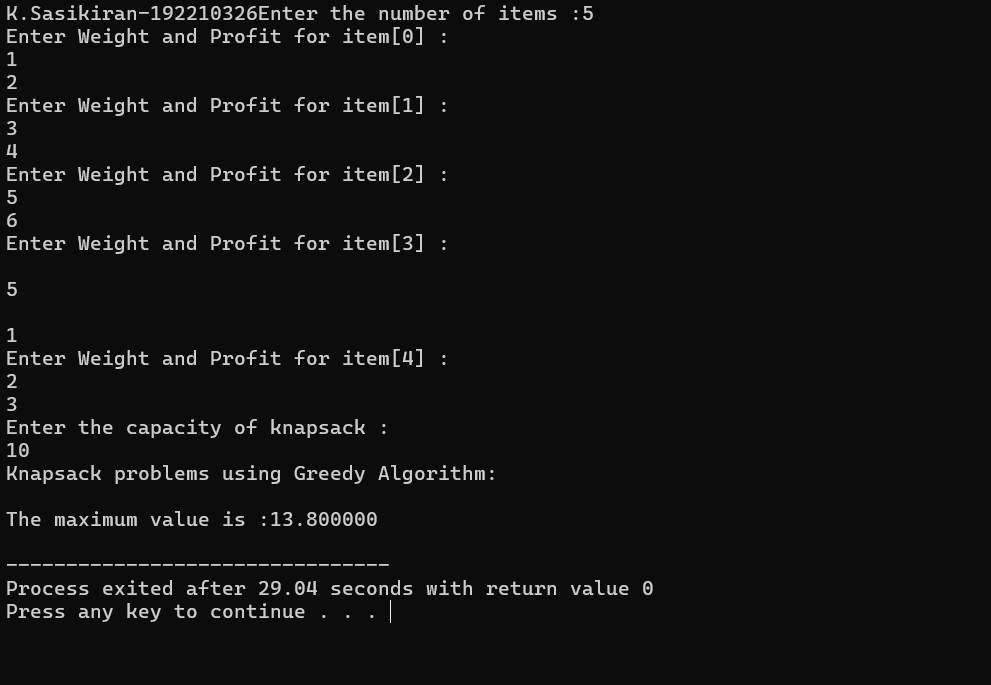 K.Sasikiran-192210326Enter the number of items :5
Enter Weight and Profit for item[0] :
1
2
Enter Weight and Profit for item[1] :
3
4
Enter Weight and Profit for item[2] :
5
6
Enter Weight and Profit for item[3] :
5
1
Enter Weight and Profit for item[4] :
2
3
Enter the capacity of knapsack :
10
Knapsack problems using Greedy Algorithm:
The maximum value is :13.800000
--------------------------------
Process exited after 29.04 seconds with return value 0
Press any key to continue . . .